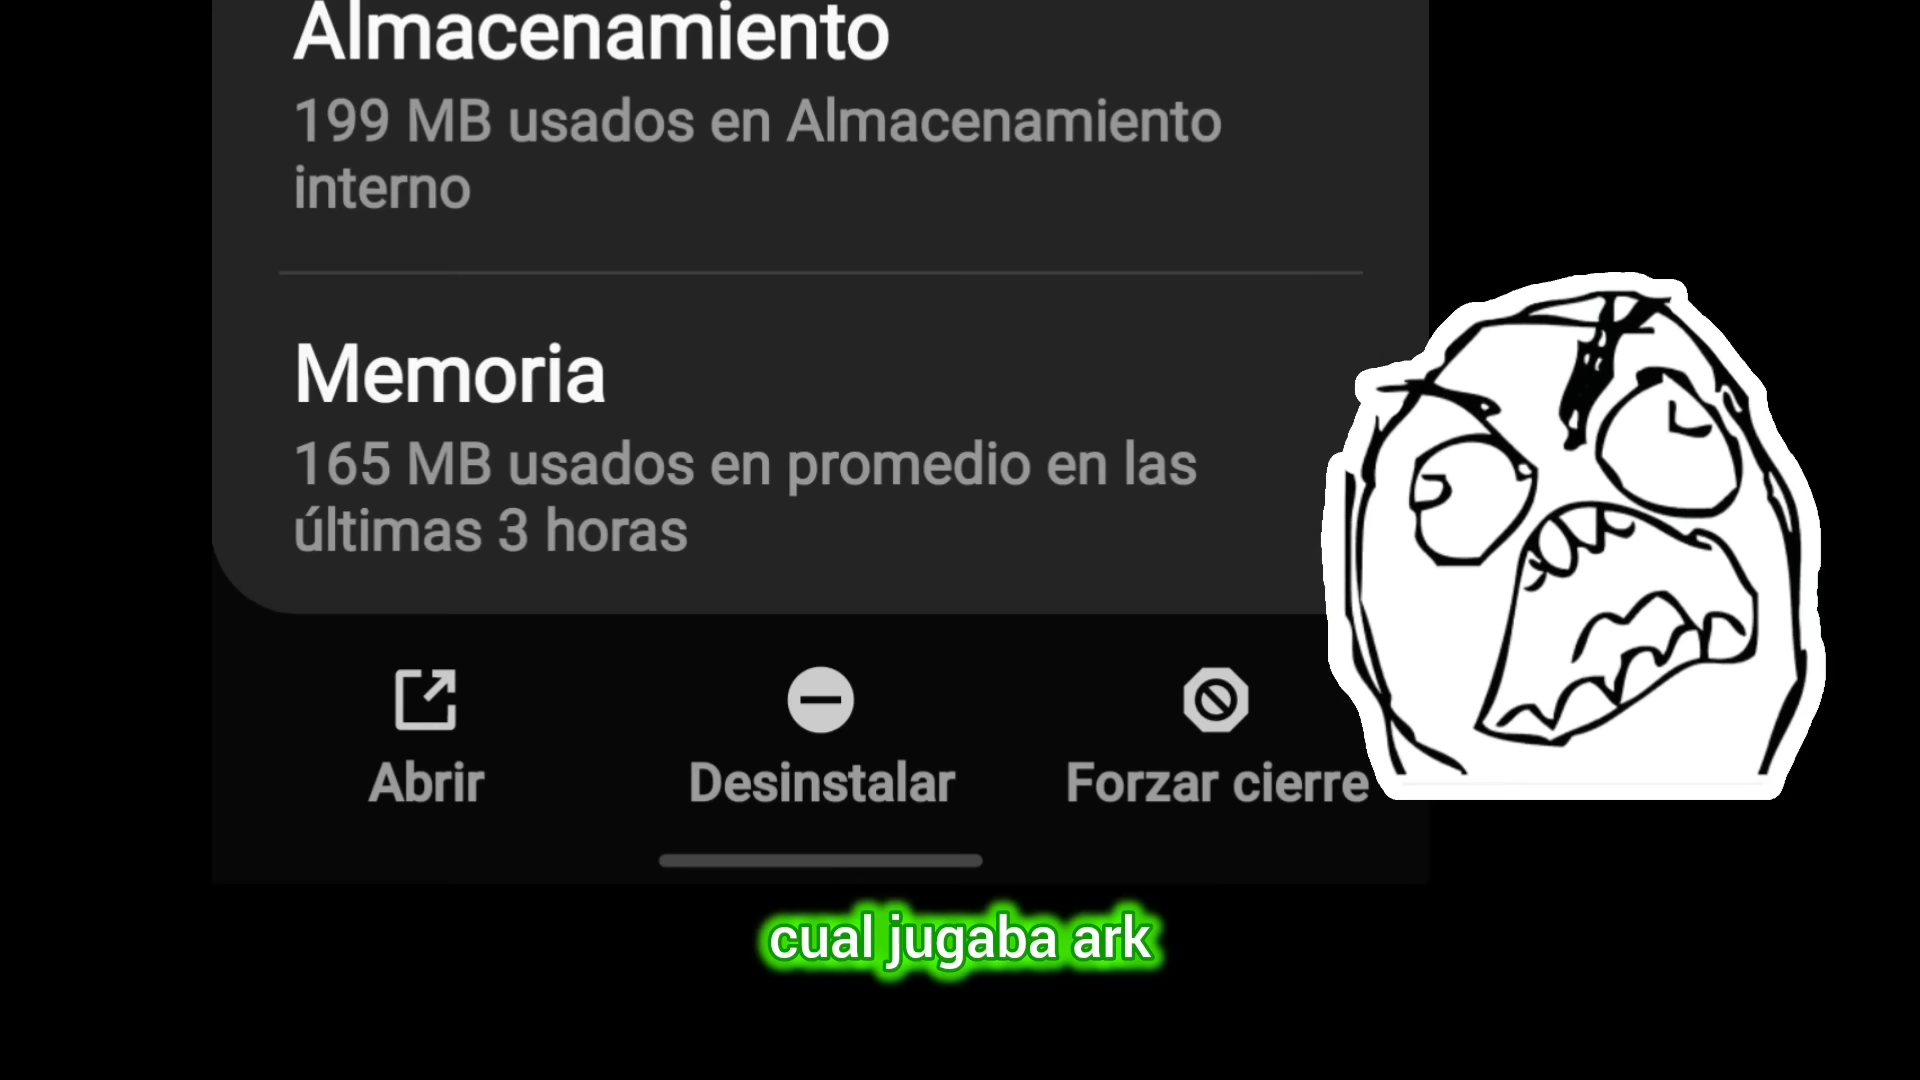 Almacenamiento
199 MB usados en Almacenamiento
interno
Memoria
165 MB usados en promedio en las
últimas 3 horas
Abrir
Desinstalar
Forzar cierre
cual jugaba ark